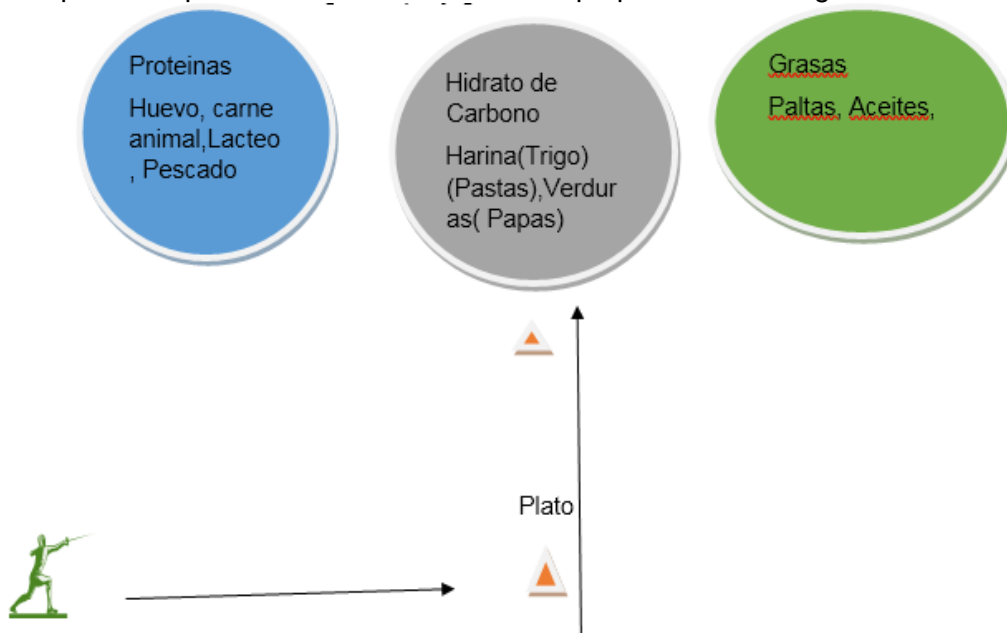 Proteinas
Huevo, carne
animal,Lacteo
, Pescado
Hidrato de
Carbono
Harina(Trigo)
(Pastas),Verdur
as( Papas)
Grasas
Paltas, Aceites,
Plato